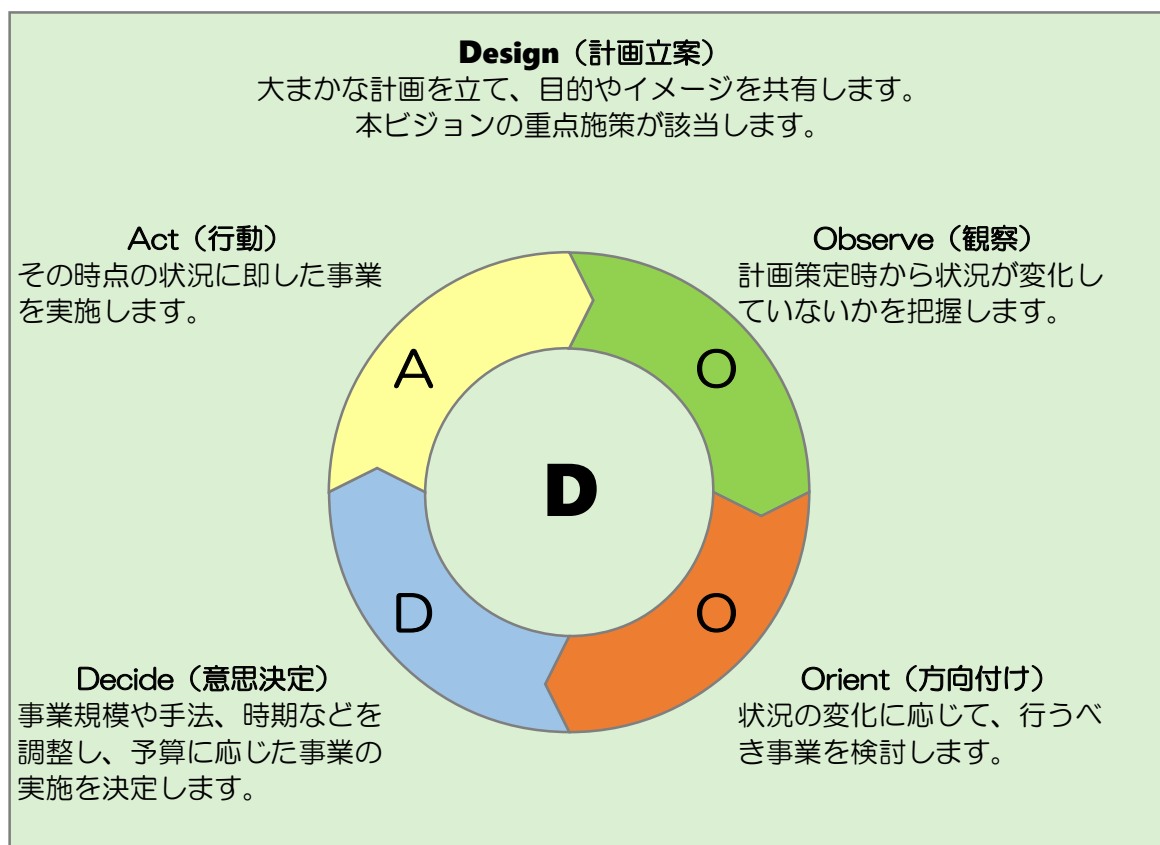 Design（計画立案）
大まかな計画を立て、目的やイメージを共有します。
本ビジョンの重点施策が該当します。
Act（行動）
その時点の状況に即した事業
を実施します。
Observe（観察）
計画策定時から状況が変化し
ていないかを把握します。
A
O
D
D
O
Decide（意思決定）
事業規模や手法、時期などを
調整し、予算に応じた事業の
実施を決定します。
Orient（方向付け）
状況の変化に応じて、行うべ
き事業を検討します。